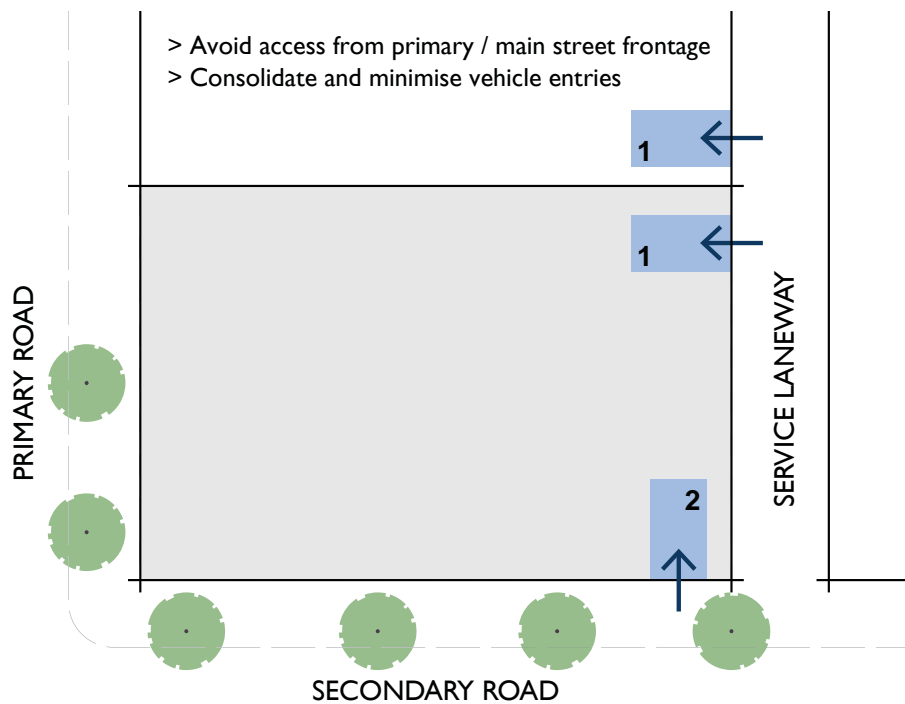 > Avoid access from primary / main street frontage
> Consolidate and minimise vehicle entries
1
1
PRIMARY ROAD
SERVICE LANEWAY
2
SECONDARY ROAD